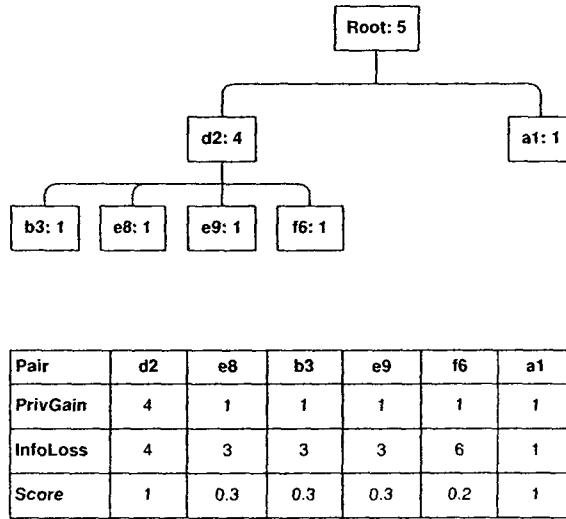 Root: 5
d2: 4 a1: 1
b3: 1 e8: 1 e9: 1 f6: 1
Pair d2 e8 b3 e9 f6 a1
PrivGain 4 1 1 1 1 1
InfoLoss 4 3 3 3 6 1
Score 1 0.3 0.3 0.3 0.2 1